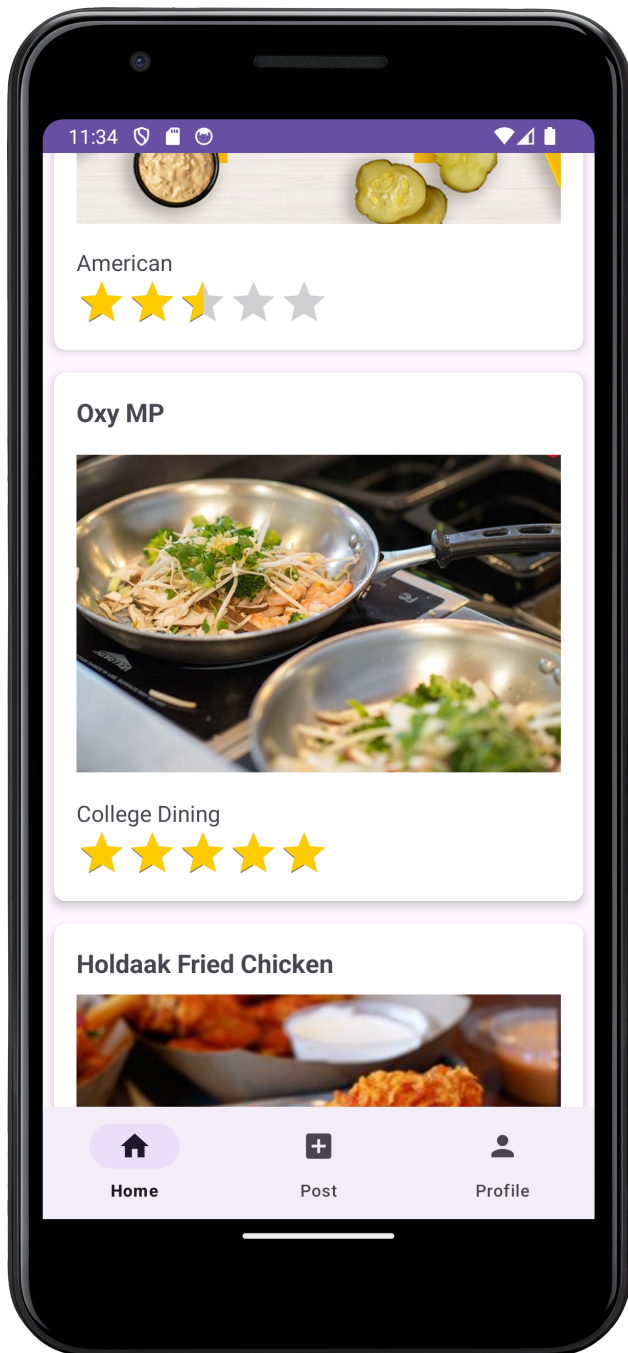 11:34
American
Oxy MP
College Dining
Holdaak Fried Chicken
Home
Post
Profile